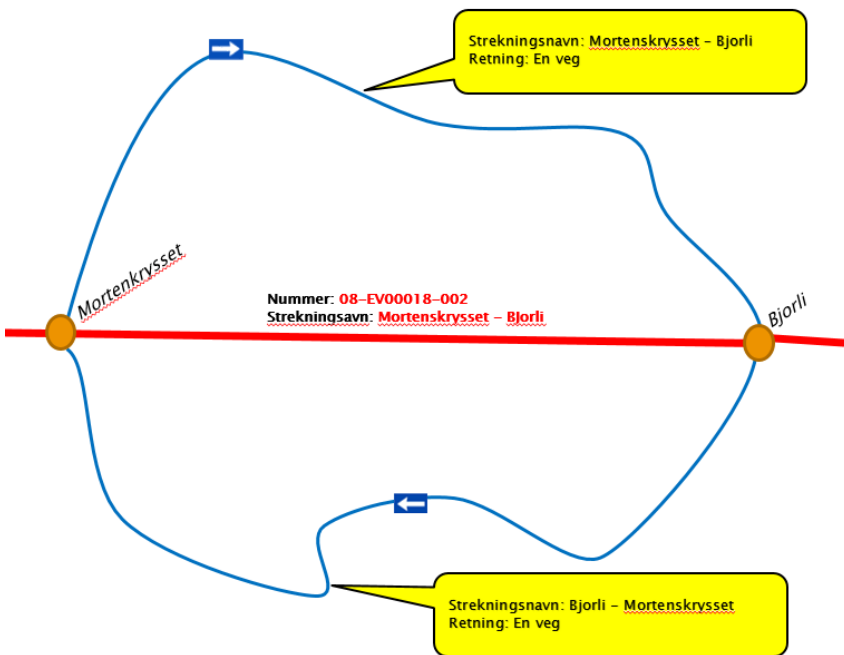 Strekningsnavn: Mortenskrysset – Bjorli
Retning: En veg
Mortenkrysset
Nummer: 08-EV00018-002
Strekningsavn: Mortenskrysset – Bjorli
Bjorli
Strekningsnavn: Bjorli – Mortenskrysset
Retning: En veg